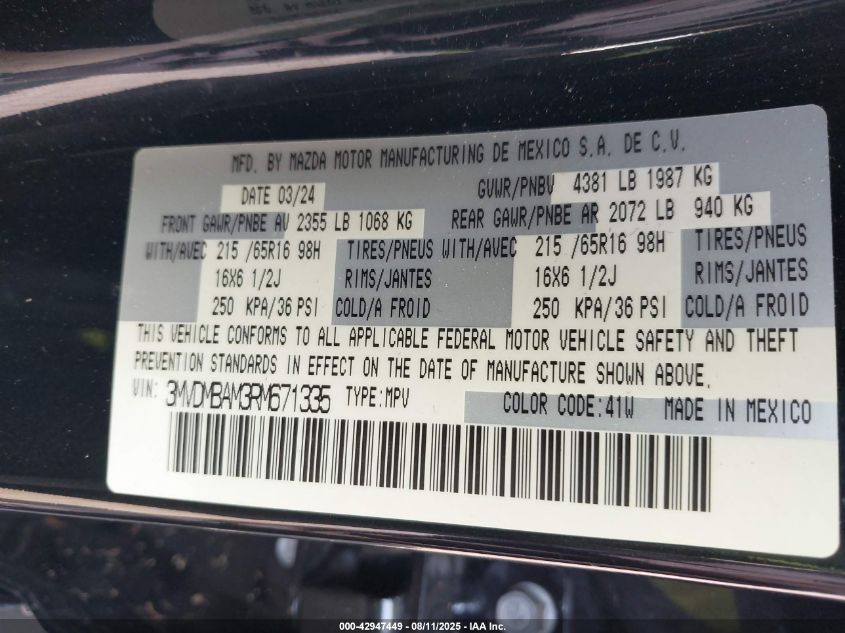 MFD. BY MAZDA MOTOR MANUFACTURING DE MEXICO S.A. DE C.V.
DATE 03/24 GVWR/PNBV 4381 LB 1987 KG
FRONT GAWR/PNBE AV 2355 LB 1068 KG REAR GAWR/PNBE AR 2072 LB 940 KG
WITH/AVEC 215 /65R16 98H TIRES/PNEUS WITH/AVEC 215 /65R16 98H TIRES/PNEUS
16X6 1/2J RIMS/JANTES 16X6 1/2J RIMS/JANTES
250 KPA/36 PSI COLD/A FROID 250 KPA/36 PSI COLD/A FROID
THIS VEHICLE CONFORMS TO ALL APPLICABLE FEDERAL MOTOR VEHICLE SAFETY AND THEFT
PREVENTION STANDARDS IN EFFECT ON THE DATE OF MANUFACTURE SHOWN ABOVE.
VIN: 3MVDMBAM3RM671335 TYPE:MPV COLOR CODE:41W MADE IN MEXICO
000-42947449 - 08/11/2025 - IAA Inc.